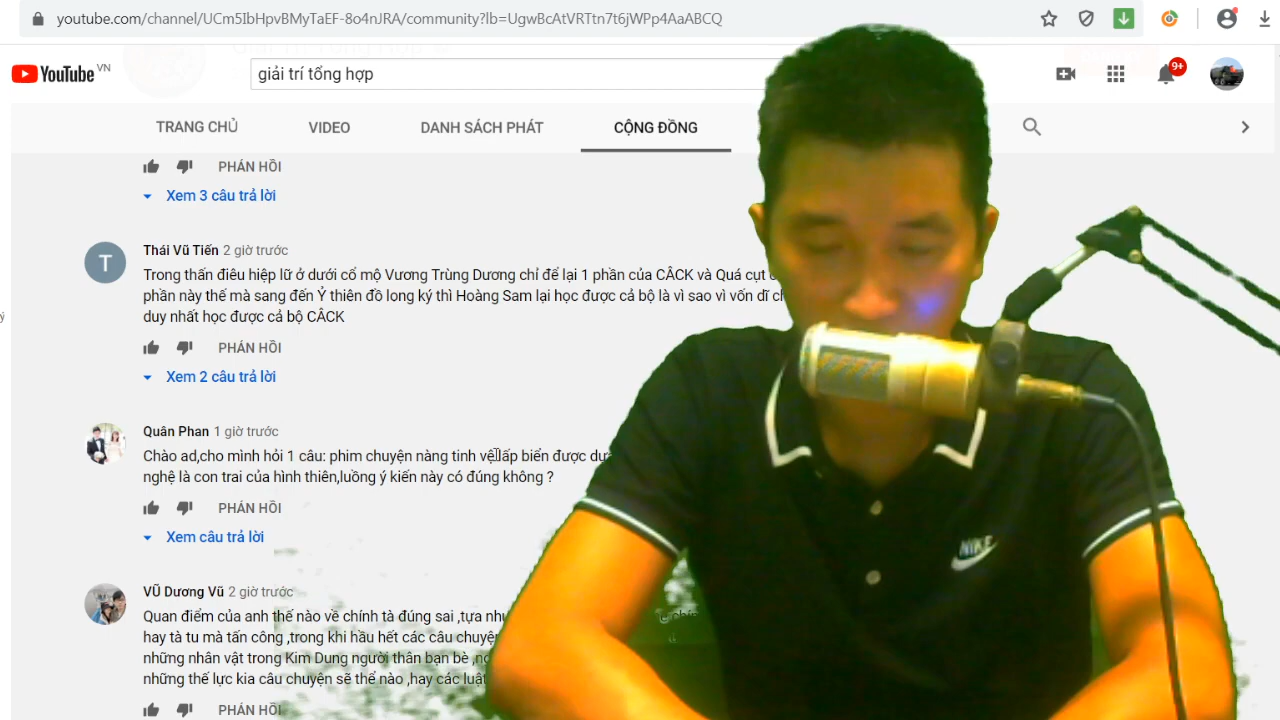 youtube.com/channel/UCm5IbHpvBMyTaEF-8o4nJRA/community?lb=UgwBcAtVRTtn7t6jWPp4AaABCQ
YouTube VN
giải trí tổng hợp
9+
TRANG CHỦ VIDEO DANH SÁCH PHÁT CỘNG ĐỒNG
PHẢN HỒI
Xem 3 câu trả lời
T
Thái Vũ Tiến 2 giờ trước
Trong thấn điêu hiệp lữ ở dưới cổ mộ Vương Trùng Dương chỉ để lại 1 phần của CÂCK và Quá cụt
phần này thế mà sang đến Ỷ thiên đồ long ký thì Hoàng Sam lại học được cả bộ là vì sao vì vốn dĩ
duy nhất học được cả bộ CÂCK
PHẢN HỒI
Xem 2 câu trả lời
Quân Phan 1 giờ trước
Chào ad,cho mình hỏi 1 câu: phim chuyện nàng tinh vệ lấp biển được
nghệ là con trai của hình thiên,luồng ý kiến này có đúng không ?
PHẢN HỒI
Xem câu trả lời
VŨ Dương Vũ 2 giờ trước
Quan điểm của anh thế nào về chính tà đúng sai ,tựa
hay tà tu mà tấn công ,trong khi hầu hết các câu chuyện
những nhân vật trong Kim Dung người thân bạn bè
những thế lực kia câu chuyện sẽ thế nào ,hay các
PHẢN HỒI
NIKE